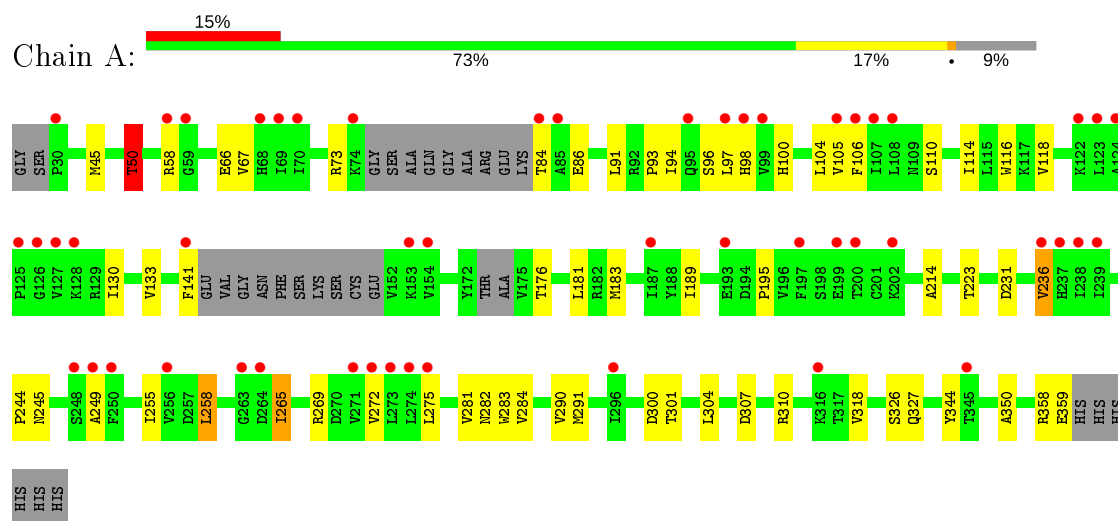 15%
Chain A:
73% 17% • 9%
GLY SER P30 M45 T50 R58 G59 E66 V67 H68 I69 I70 R73 K74 GLY SER ALA GLN GLY ALA ARG GLU LYS T84 A85 E86 L91 R92 P93 I94 Q95 S96 L97 H98 V99 H100 L104 V105 F106 I107 L108 N109 S110 I114 L115 W116 K117 V118 K122 L123 A124
P125 G126 V127 K128 R129 I130 V133 F141 GLU VAL GLY ASN PHE SER LYS SER CYS GLU V152 K153 V154 Y172 THR ALA V175 T176 L181 R182 M183 I187 Y188 I189 E193 D194 P195 V196 F197 S198 E199 T200 C201 K202 A214 T223 D231 V236 H237 I238 I239
P244 N245 S248 A249 F250 I255 V256 D257 L258 G263 D264 I265 R269 D270 V271 V272 L273 L274 L275 V281 N282 W283 V284 V290 M291 I296 D300 T301 L304 D307 R310 K316 T317 V318 S326 Q327 Y344 T345 A350 R358 E359 HIS HIS HIS
HIS HIS HIS